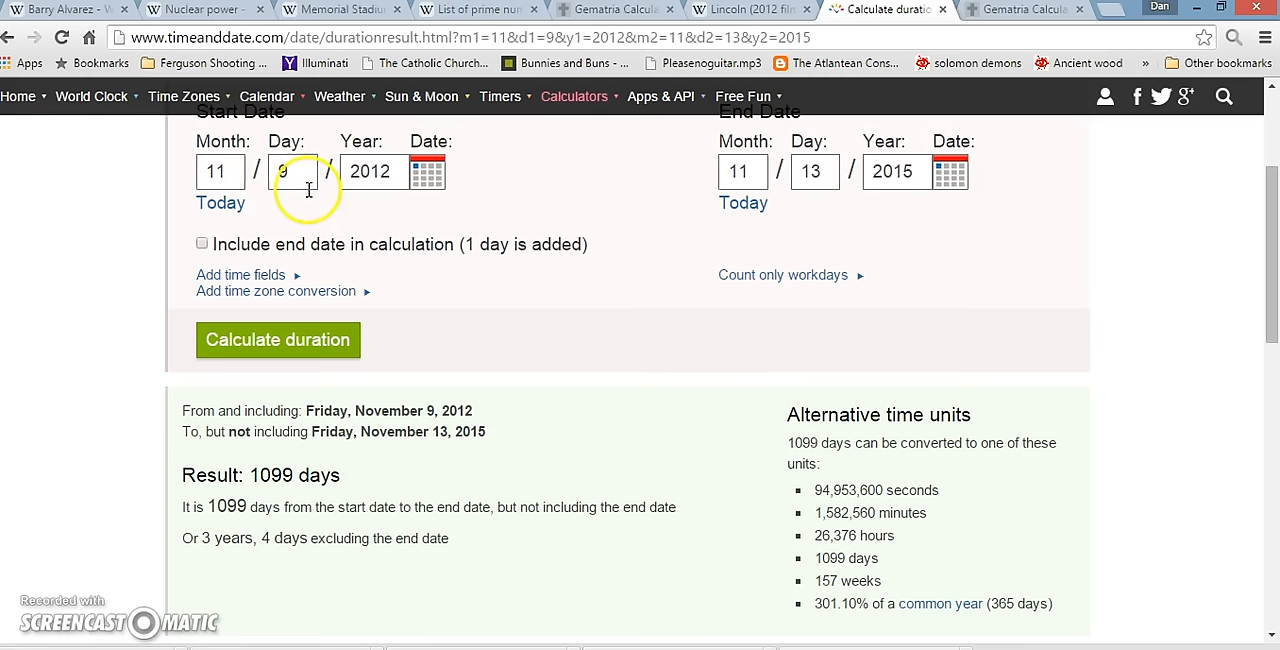 Dan
Barry Alvarez - W
Nuclear power -
Memorial Stadiu
List of prime nun
Gematria Calcula
Lincoln (2012 film
Calculate duratio
Gematria Calcula
www.timeanddate.com/date/durationresult.html?m1=11&d1=9&y1=2012&m2=11&d2=13&y2=2015
Apps Bookmarks Ferguson Shooting ... Illuminati The Catholic Church... Bunnies and Buns - ... Pleasenoguitar.mp3 The Atlantean Cons... solomon demons Ancient wood » Other bookmarks
Home World Clock Time Zones Calendar Weather Sun & Moon Timers Calculators Apps & API Free Fun
Start Date End Date
Month: Day: Year: Date: Month: Day: Year: Date:
11 / 9 / 2012 11 / 13 / 2015
Today Today
Include end date in calculation (1 day is added)
Add time fields Count only workdays
Add time zone conversion
Calculate duration
From and including: Friday, November 9, 2012
To, but not including Friday, November 13, 2015
Result: 1099 days
It is 1099 days from the start date to the end date, but not including the end date
Or 3 years, 4 days excluding the end date
Alternative time units
1099 days can be converted to one of these
units:
94,953,600 seconds
1,582,560 minutes
26,376 hours
1099 days
157 weeks
301.10% of a common year (365 days)
Recorded with
SCREENCAST-O-MATIC